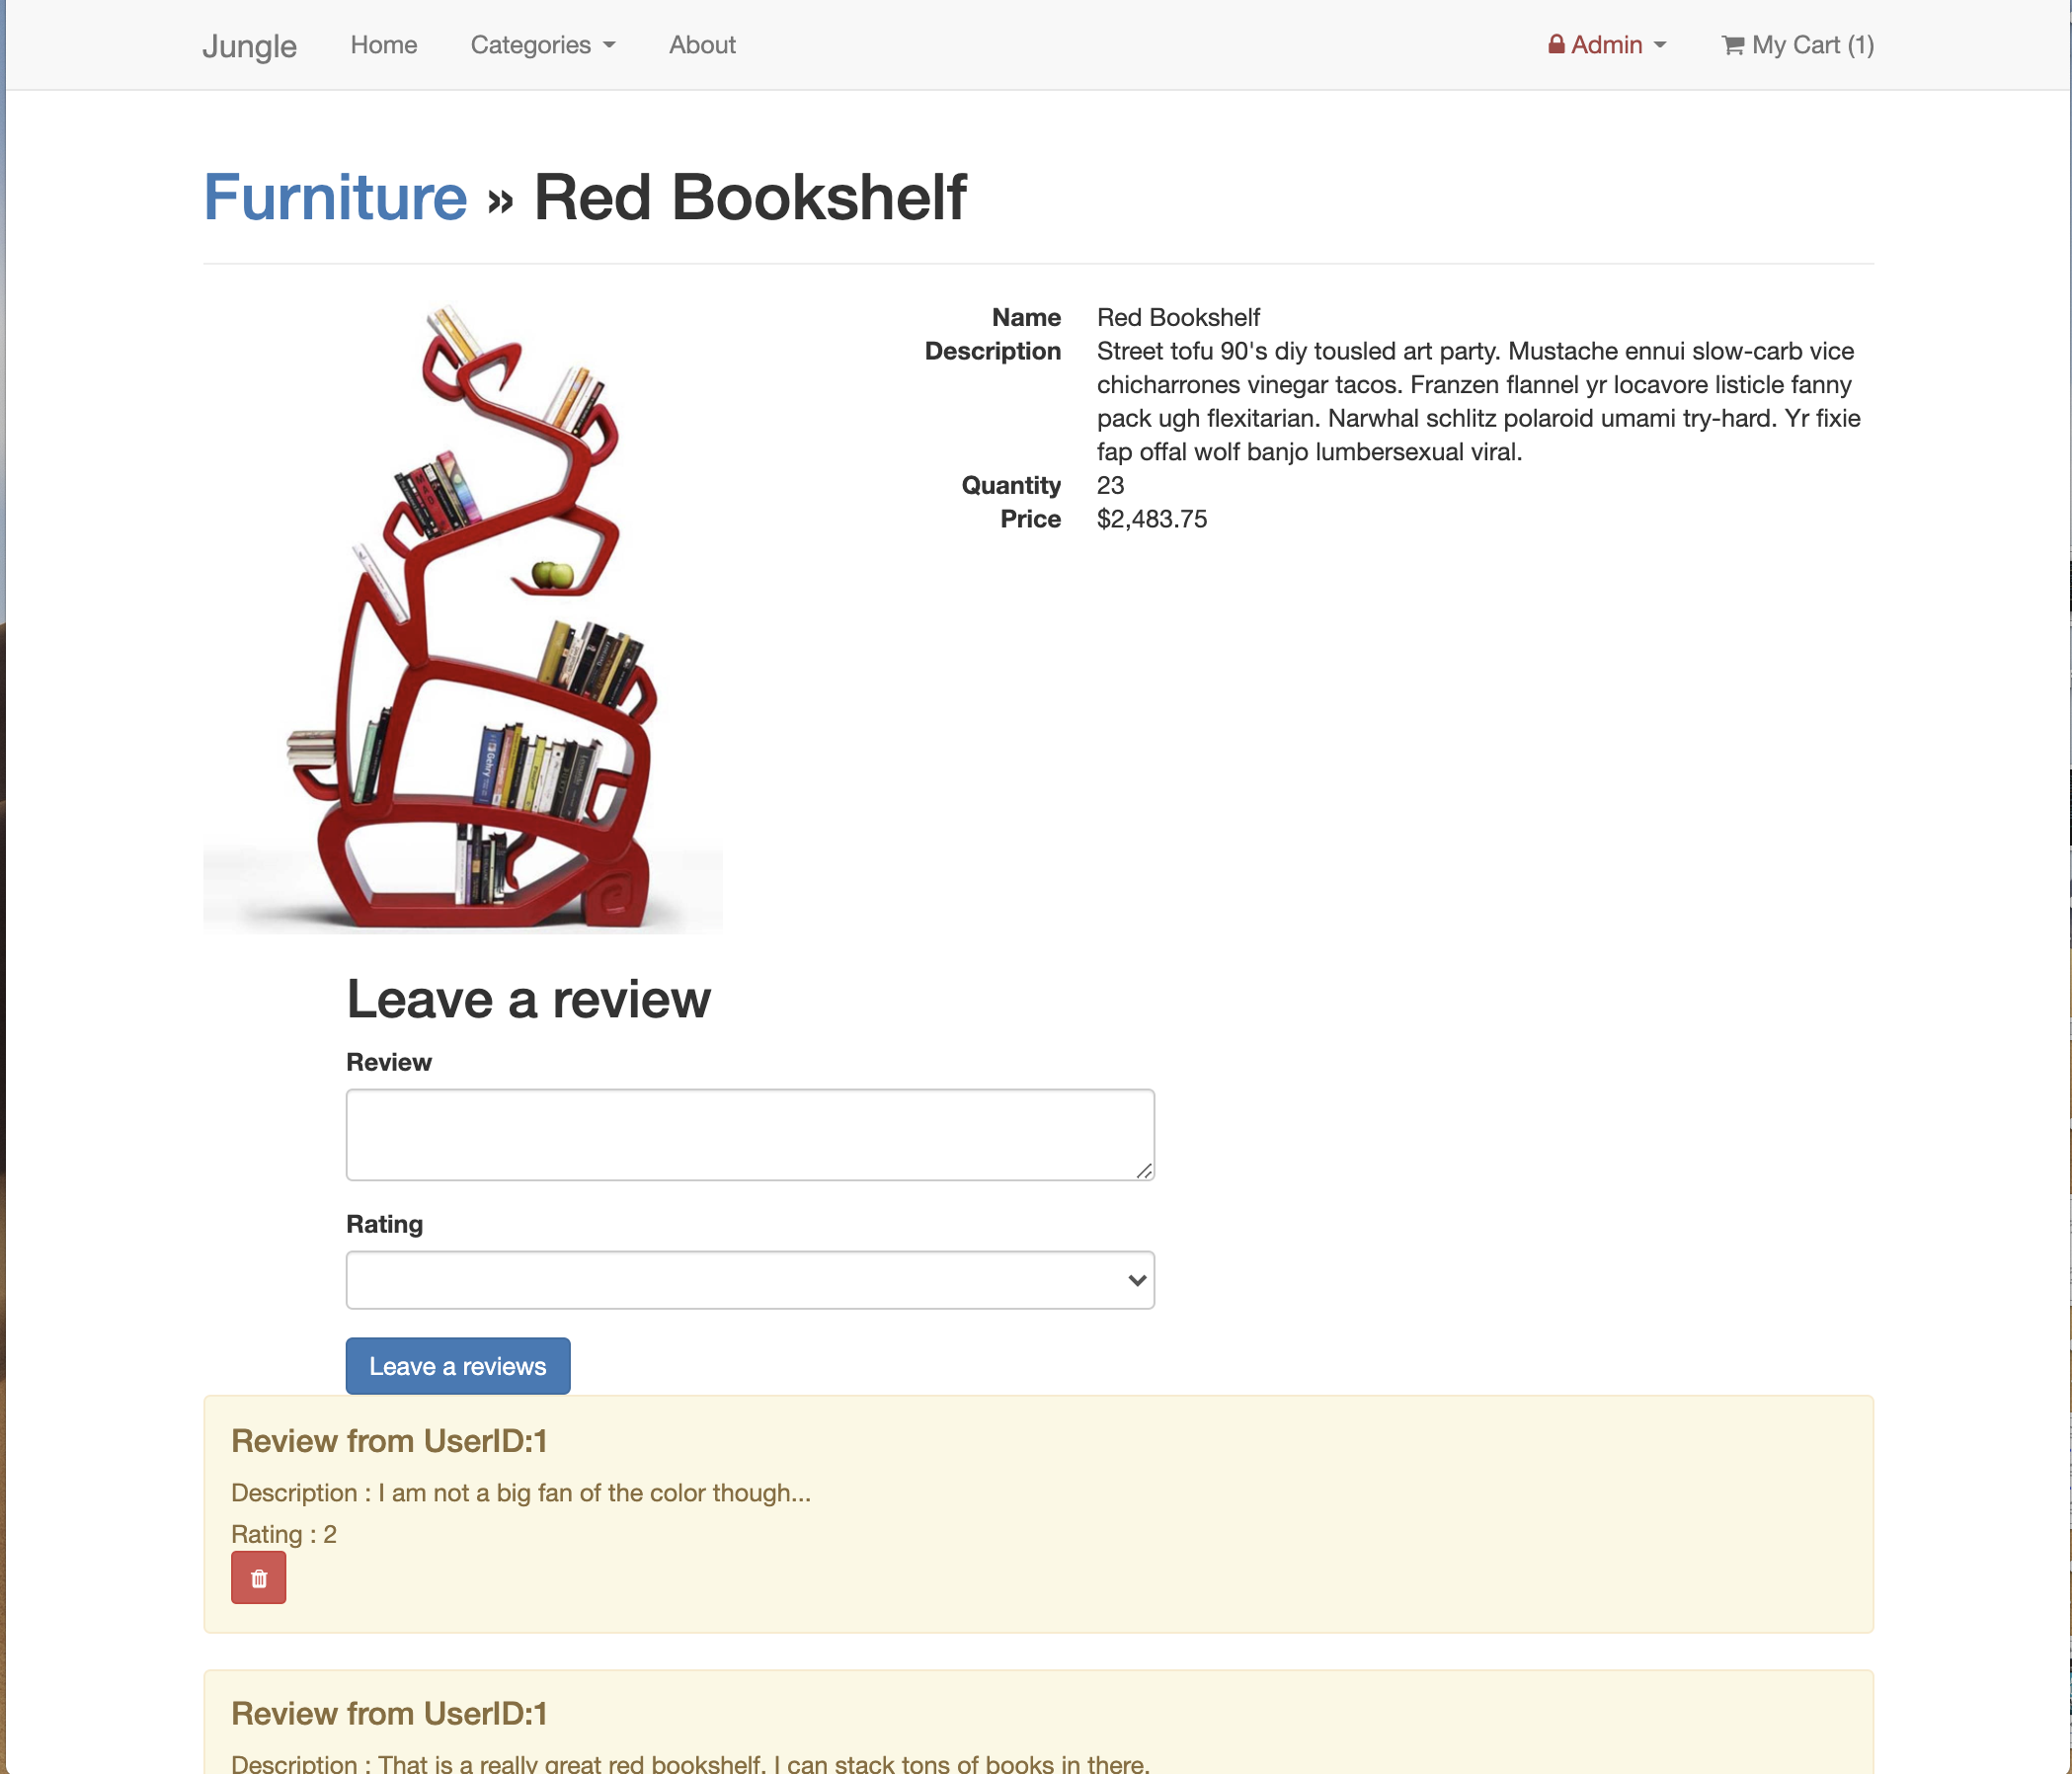 Jungle Home Categories About Admin My Cart (1)
Furniture » Red Bookshelf
Name Red Bookshelf
Description Street tofu 90's diy tousled art party. Mustache ennui slow-carb vice
chicharrones vinegar tacos. Franzen flannel yr locavore listicle fanny
pack ugh flexitarian. Narwhal schlitz polaroid umami try-hard. Yr fixie
fap offal wolf banjo lumbersexual viral.
Quantity 23
Price $2,483.75
Gehry
Leave a review
Review
Rating
Leave a reviews
Review from UserID:1
Description : I am not a big fan of the color though...
Rating : 2
Review from UserID:1
Description : That is a really great red bookshelf. I can stack tons of books in there.